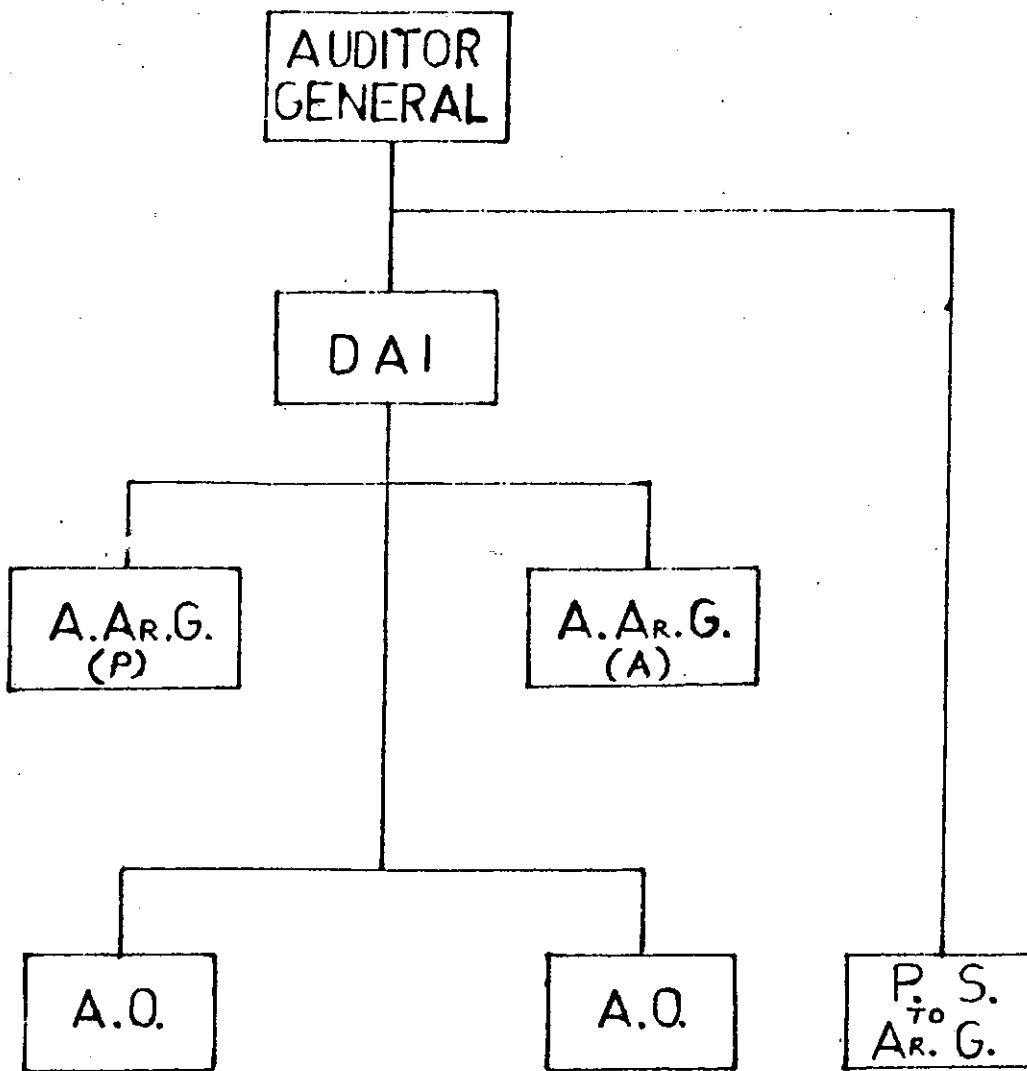 AUDITOR
GENERAL
DAI
A.AR.G.
(P)
A.AR.G.
(A)
A.O.
A.O.
P. S.
TO
AR. G.